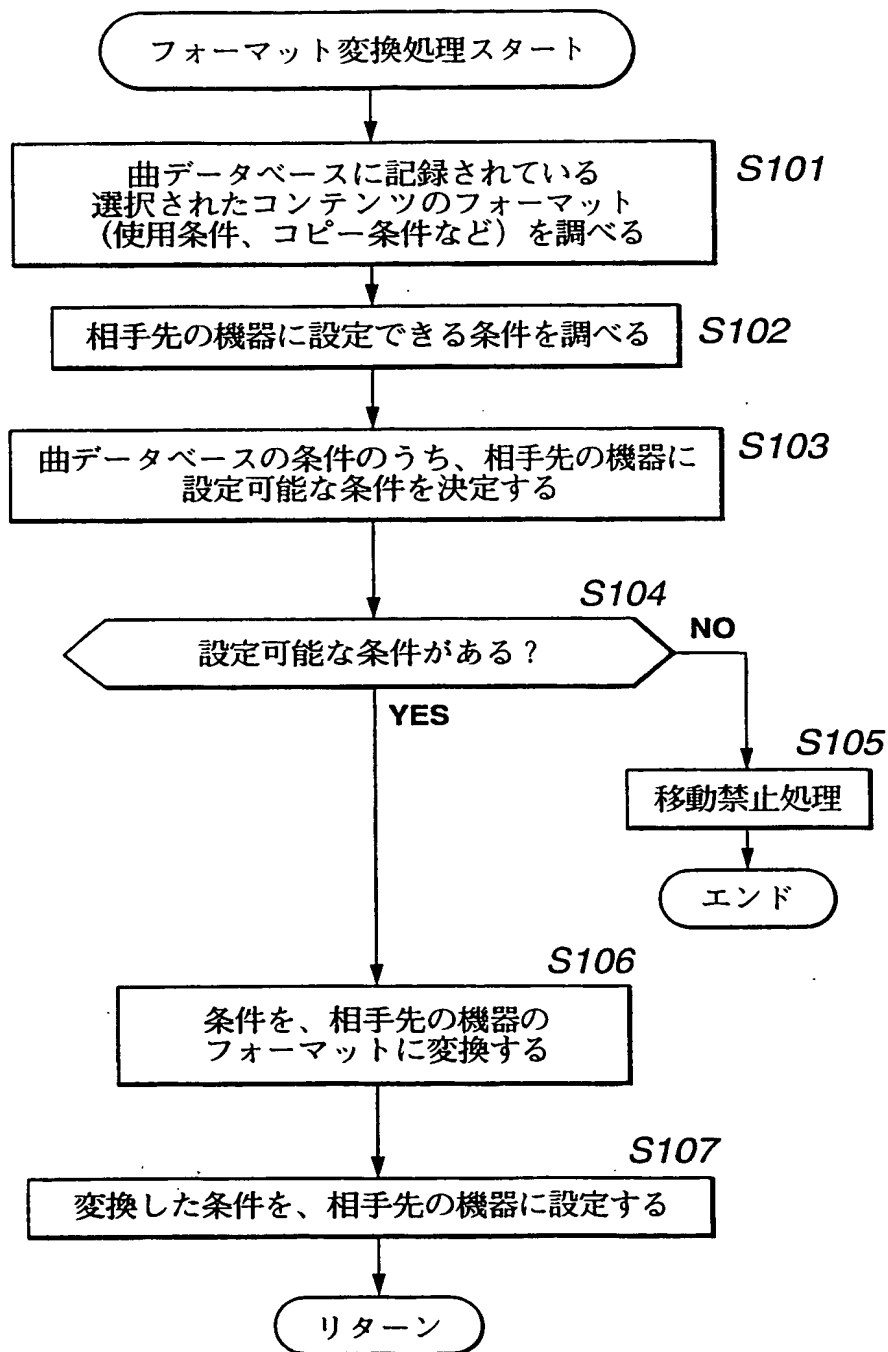 フォーマット変換処理スタート
曲データベースに記録されている
選択されたコンテンツのフォーマット
（使用条件、コピー条件など）を調べる
S101
相手先の機器に設定できる条件を調べる
S102
曲データベースの条件のうち、相手先の機器に
設定可能な条件を決定する
S103
S104
設定可能な条件がある？
NO
YES
S105
移動禁止処理
エンド
S106
条件を、相手先の機器の
フォーマットに変換する
S107
変換した条件を、相手先の機器に設定する
リターン